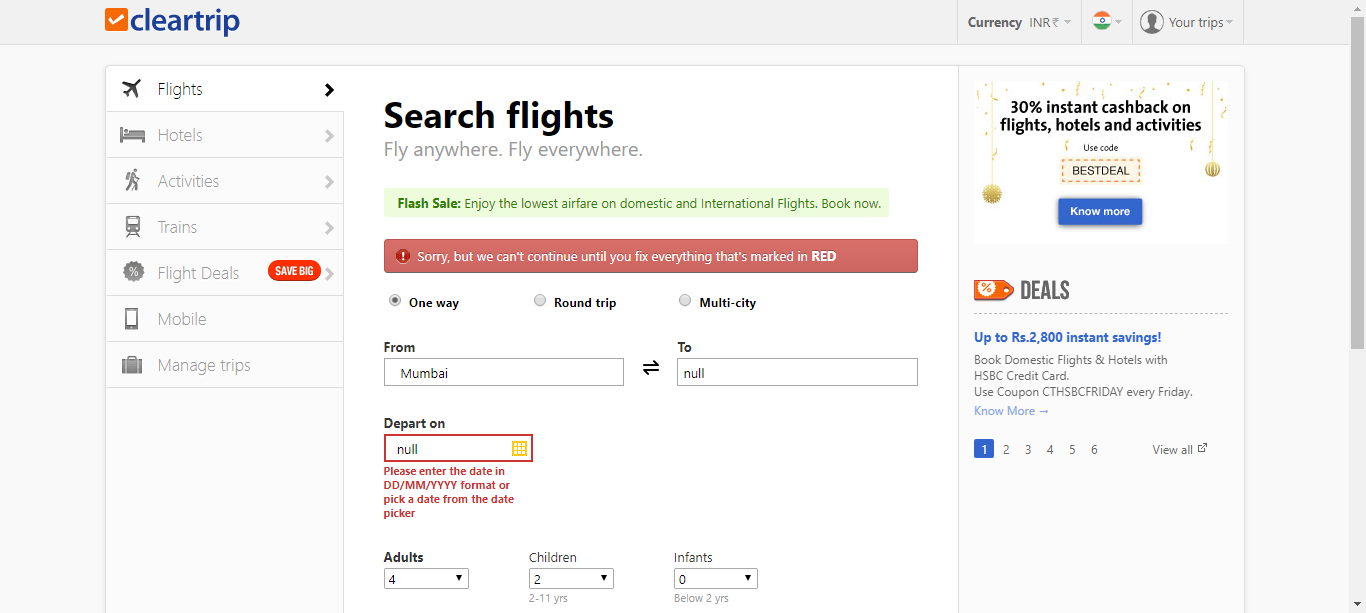 cleartrip
Currency INR₹
Your trips
Flights
Hotels
Activities
Trains
Flight Deals SAVE BIG
Mobile
Manage trips
Search flights
Fly anywhere. Fly everywhere.
Flash Sale: Enjoy the lowest airfare on domestic and International Flights. Book now.
Sorry, but we can't continue until you fix everything that's marked in RED
One way Round trip Multi-city
From To
Mumbai null
Depart on
null
Please enter the date in
DD/MM/YYYY format or
pick a date from the date
picker
Adults Children Infants
4 2 0
2-11 yrs Below 2 yrs
30% instant cashback on
flights, hotels and activities
Use code
BESTDEAL
Know more
% DEALS
Up to Rs.2,800 instant savings!
Book Domestic Flights & Hotels with
HSBC Credit Card.
Use Coupon CTHSBCFRIDAY every Friday.
Know More →
1 2 3 4 5 6 View all